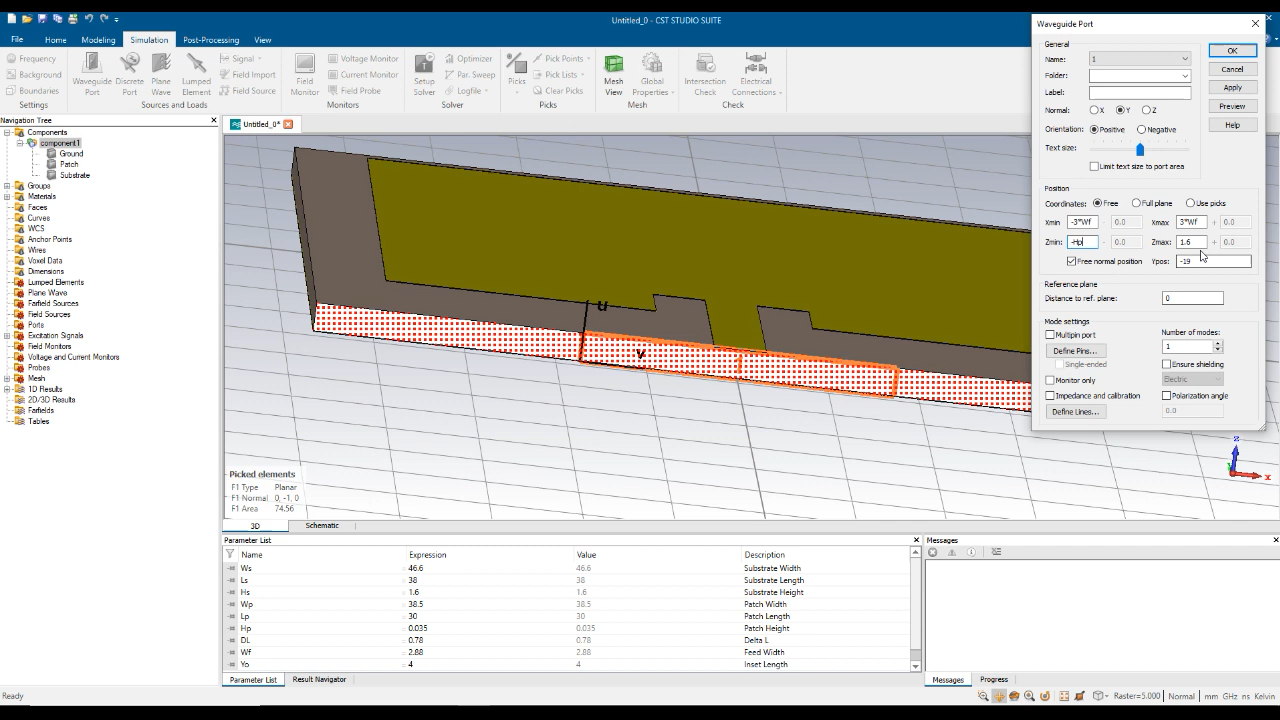 Untitled_0 - CST STUDIO SUITE
File Home Modeling Simulation Post-Processing View
Frequency
Background
Boundaries
Settings
Waveguide Port
Discrete Port
Plane Wave
Lumped Element
Signal
Field Import
Field Source
Sources and Loads
Field Monitor
Voltage Monitor
Current Monitor
Field Probe
Monitors
Setup Solver
Optimizer
Par. Sweep
Logfile
Solver
Picks
Pick Points
Pick Lists
Clear Picks
Picks
Mesh View
Global Properties
Mesh
Intersection Check
Electrical Connections
Check
Navigation Tree
Components
component1
Ground
Patch
Substrate
Groups
Materials
Faces
Curves
WCS
Anchor Points
Wires
Voxel Data
Dimensions
Lumped Elements
Plane Wave
Farfield Sources
Field Sources
Ports
Excitation Signals
Field Monitors
Voltage and Current Monitors
Probes
Mesh
1D Results
2D/3D Results
Farfields
Tables
Untitled_0*
u
v
Picked elements
F1 Type Planar
F1 Normal 0, -1, 0
F1 Area 74.56
z
x
3D Schematic
Parameter List
Name Expression Value Description
Ws = 46.6 46.6 Substrate Width
Ls = 38 38 Substrate Length
Hs = 1.6 1.6 Substrate Height
Wp = 38.5 38.5 Patch Width
Lp = 30 30 Patch Length
Hp = 0.035 0.035 Patch Height
DL = 0.78 0.78 Delta L
Wf = 2.88 2.88 Feed Width
Yo = 4 4 Inset Length
Parameter List Result Navigator
Messages
Messages Progress
Ready
Raster=5.000 Normal mm GHz ns Kelvin
Waveguide Port
General
Name: 1
Folder:
Label:
Normal: X Y Z
Orientation: Positive Negative
Text size:
Limit text size to port area
OK
Cancel
Apply
Preview
Help
Position
Coordinates: Free Full plane Use picks
Xmin -3*Wf - 0.0 Xmax 3*Wf + 0.0
Zmin: -Hp - 0.0 Zmax: 1.6 + 0.0
Free normal position Ypos: -19
Reference plane
Distance to ref. plane: 0
Mode settings
Multipin port
Define Pins...
Single-ended
Monitor only
Impedance and calibration
Define Lines...
Number of modes:
1
Ensure shielding
Electric
Polarization angle
0.0